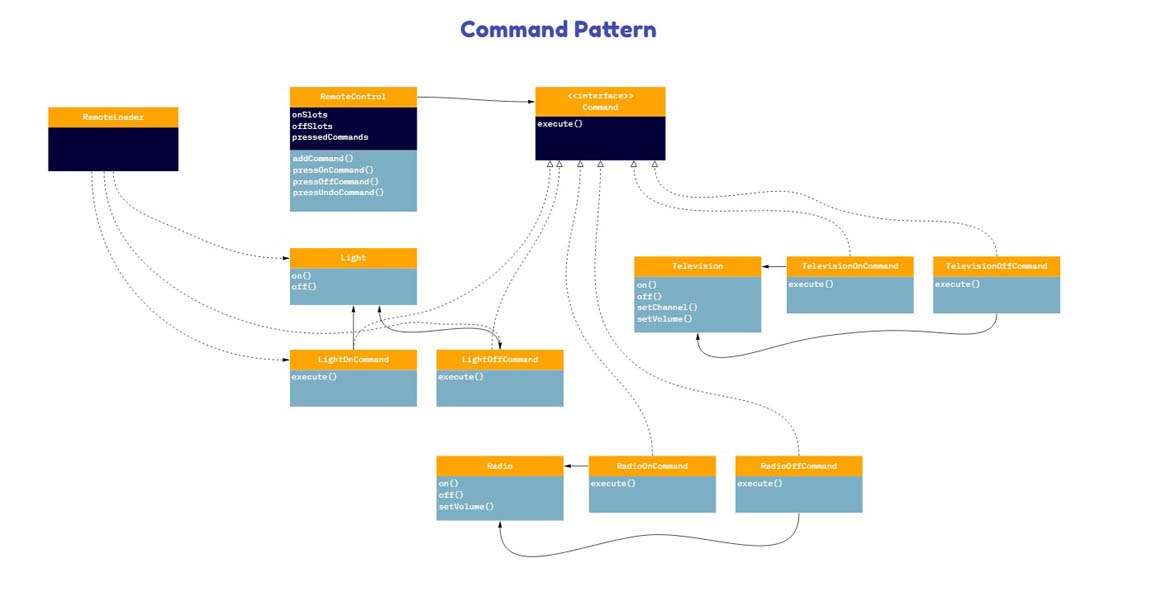 Command Pattern
RemoteLoader
RemoteControl
onSlots
offSlots
pressedCommands
addCommand()
pressOnCommand()
pressOffCommand()
pressUndoCommand()
<<interface>>
Command
execute()
Light
on()
off()
LightOnCommand
execute()
LightOffCommand
execute()
Television
on()
off()
setChannel()
setVolume()
TelevisionOnCommand
execute()
TelevisionOffCommand
execute()
Radio
on()
off()
setVolume()
RadioOnCommand
execute()
RadioOffCommand
execute()